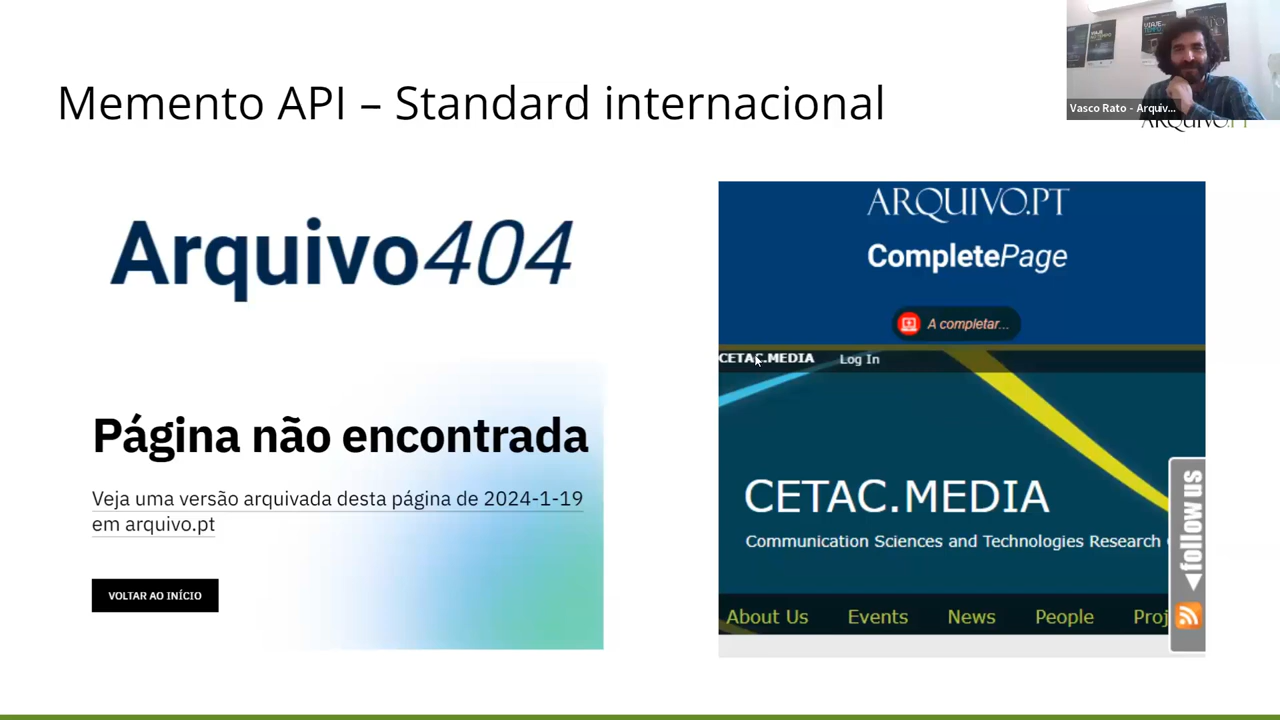 Memento API – Standard internacional
Vasco Rato - Arquiv...
ARQUIVO.PT
Arquivo404
Página não encontrada
Veja uma versão arquivada desta página de 2024-1-19
em arquivo.pt
VOLTAR AO INÍCIO
ARQUIVO.PT
CompletePage
A completar...
CETAC.MEDIA Log In
CETAC.MEDIA
Communication Sciences and Technologies Research
follow us
About Us Events News People Proj